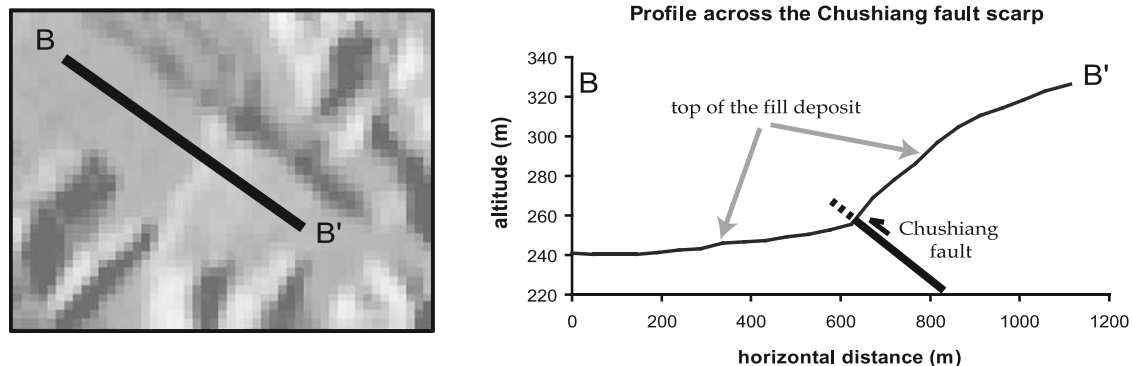 B
B'
Profile across the Chushiang fault scarp
340
320
300
280
260
240
220
altitude (m)
B
B'
top of the fill deposit
Chushiang
fault
0
200
400
600
800
1000
1200
horizontal distance (m)